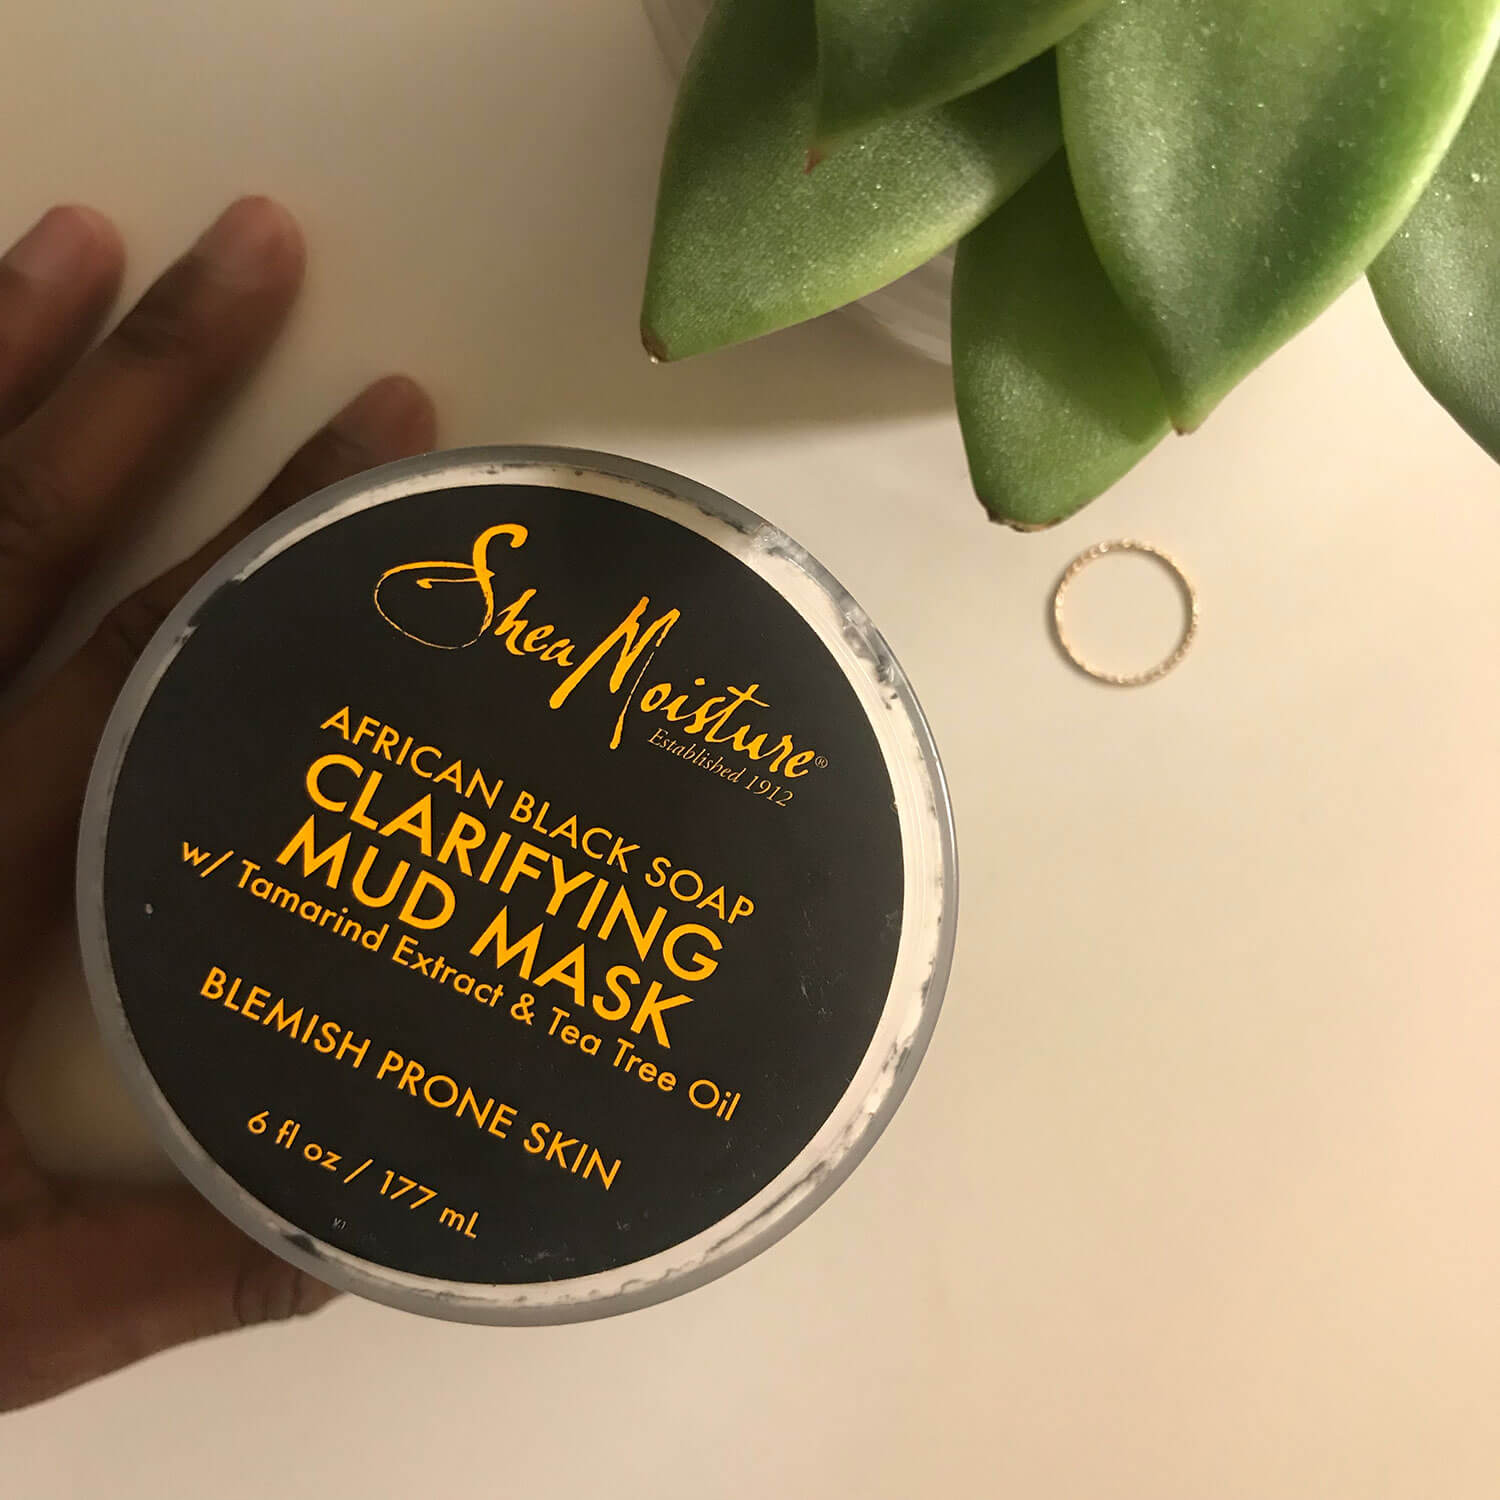 SheaMoisture®
Established 1912
AFRICAN BLACK SOAP
CLARIFYING
MUD MASK
w/ Tamarind Extract & Tea Tree Oil
BLEMISH PRONE SKIN
6 fl oz / 177 mL
V.1